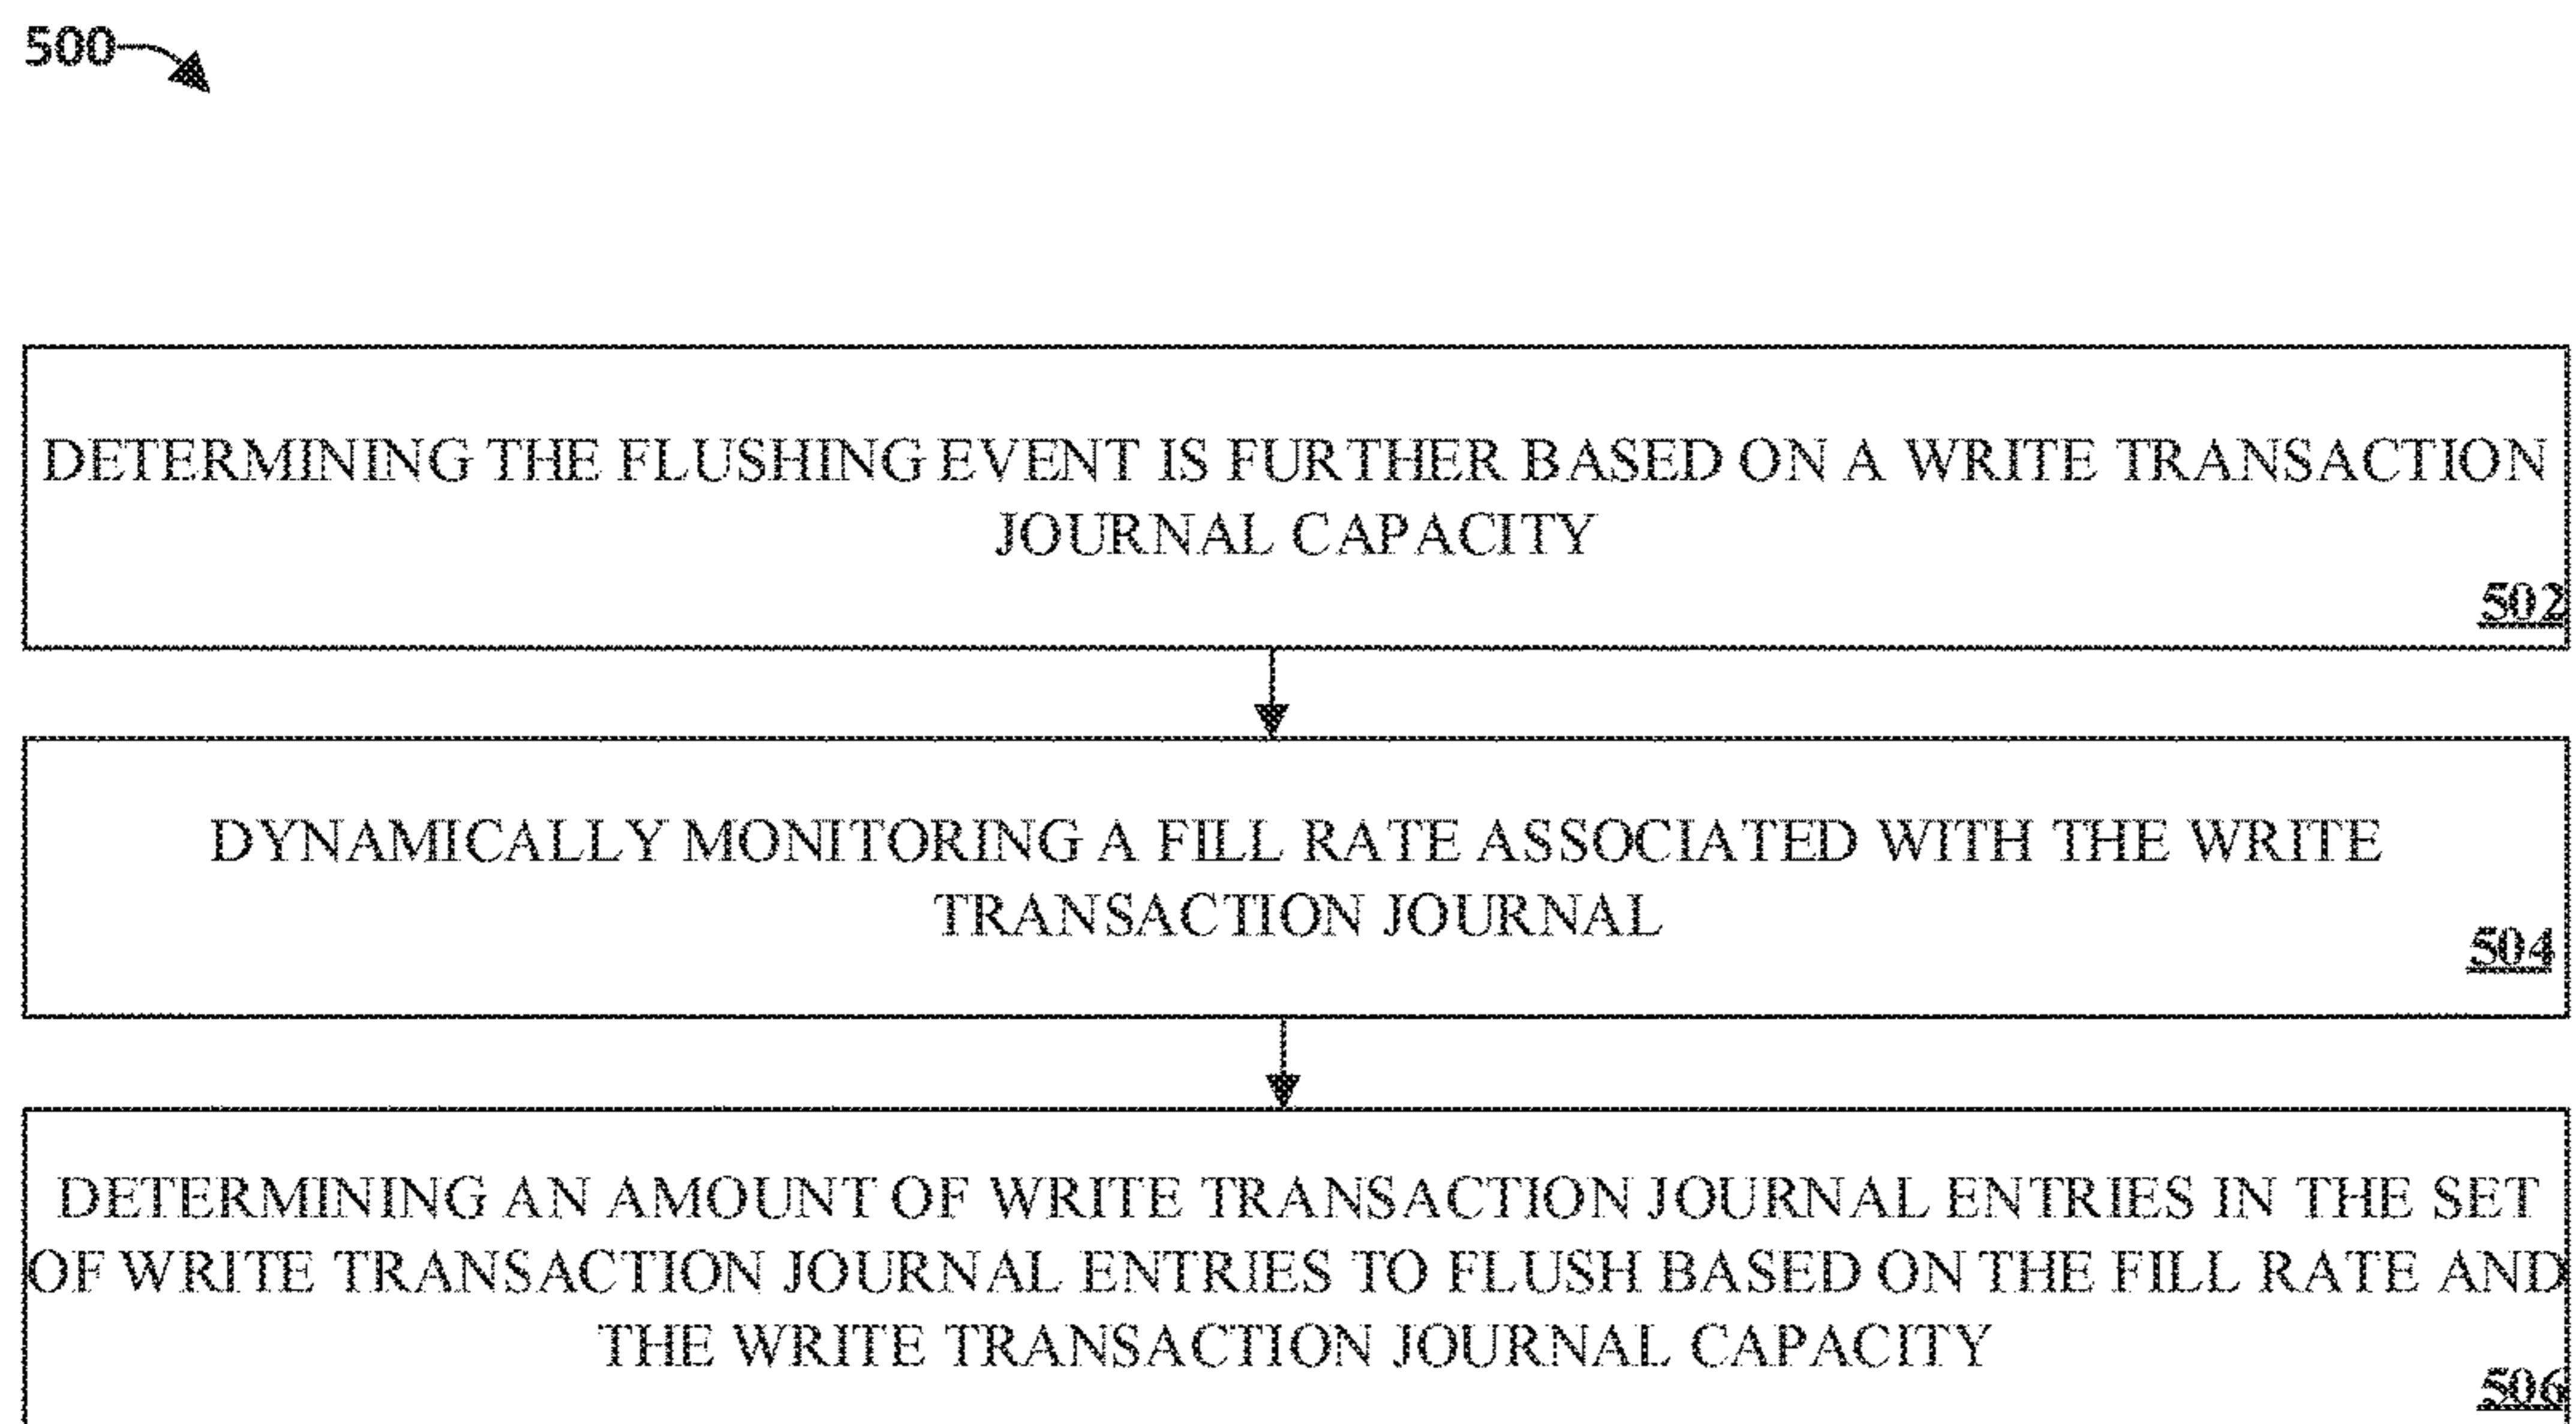 500
DETERMINING THE FLUSHING EVENT IS FURTHER BASED ON A WRITE TRANSACTION
JOURNAL CAPACITY
502
DYNAMICALLY MONITORING A FILL RATE ASSOCIATED WITH THE WRITE
TRANSACTION JOURNAL
504
DETERMINING AN AMOUNT OF WRITE TRANSACTION JOURNAL ENTRIES IN THE SET
OF WRITE TRANSACTION JOURNAL ENTRIES TO FLUSH BASED ON THE FILL RATE AND
THE WRITE TRANSACTION JOURNAL CAPACITY
506